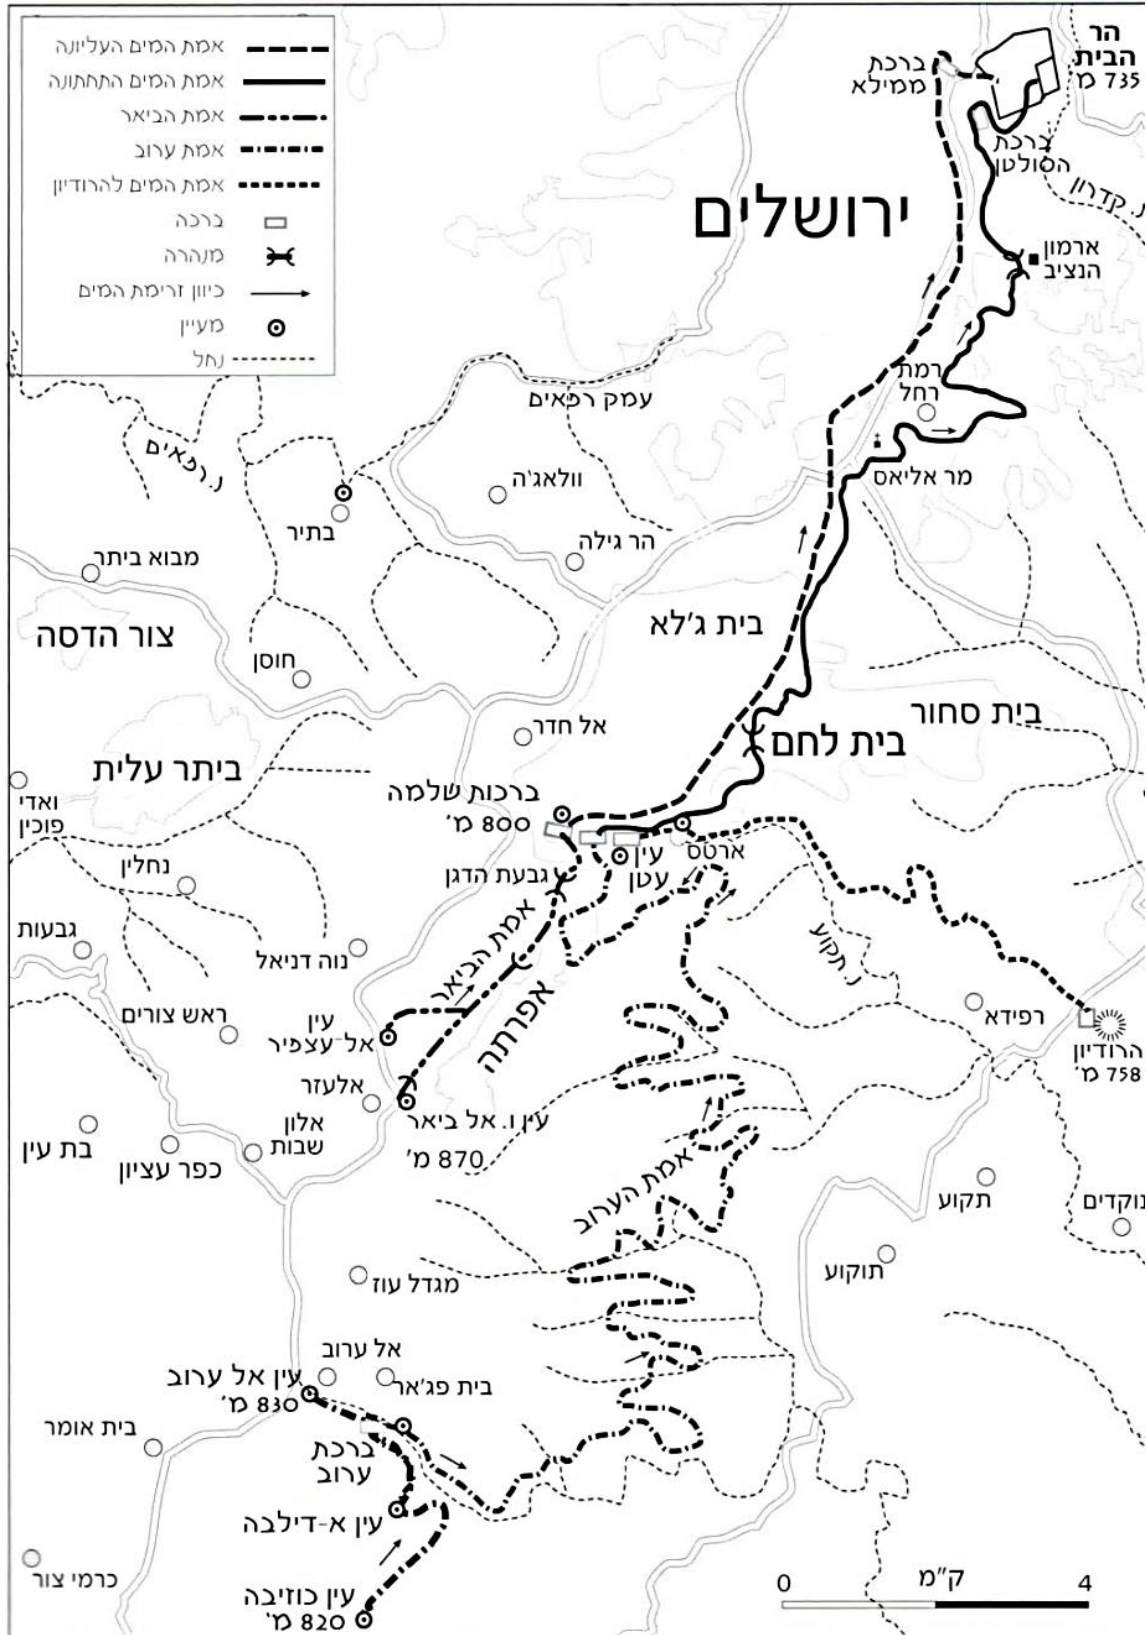 אמת המים העליונה
אמת המים התחתונה
אמת הביאר
אמת ערוב
אמת המים להרודיון
ברכה
מנהרה
כיוון זרימת המים
מעיין
נחל
הר
הבית
735 מ'
ברכת
ממילא
ברכת
הסולטן
נ. קדרון
ירושלים
ארמון
הנציב
רמת
רחל
עמק רפאים
נ. רפאים
מר אליאס
וולאג'ה
בתיר
הר גילה
מבוא ביתר
בית ג'לא
צור הדסה
חוסן
בית סחור
אל חדר
בית לחם
ביתר עלית
ברכות שלמה
800 מ'
ואדי
פוכין
ארטס
עין
עטן
נחלין
גבעת הדגן
אמת הביאר
נ. תקוע
גבעות
נוה דניאל
אפרתה
ראש צורים
עין
אל-עצפיר
רפידא
הרודיון
758 מ'
אלעזר
עין ו. אל ביאר
870 מ'
אלון
שבות
בת עין
כפר עציון
אמת הערוב
תקוע
נוקדים
תוקוע
מגדל עוז
אל ערוב
עין אל ערוב
830 מ'
בית פג'אר
בית אומר
ברכת
ערוב
עין א-דילבה
כרמי צור
עין כוזיבה
820 מ'
0 ק"מ 4